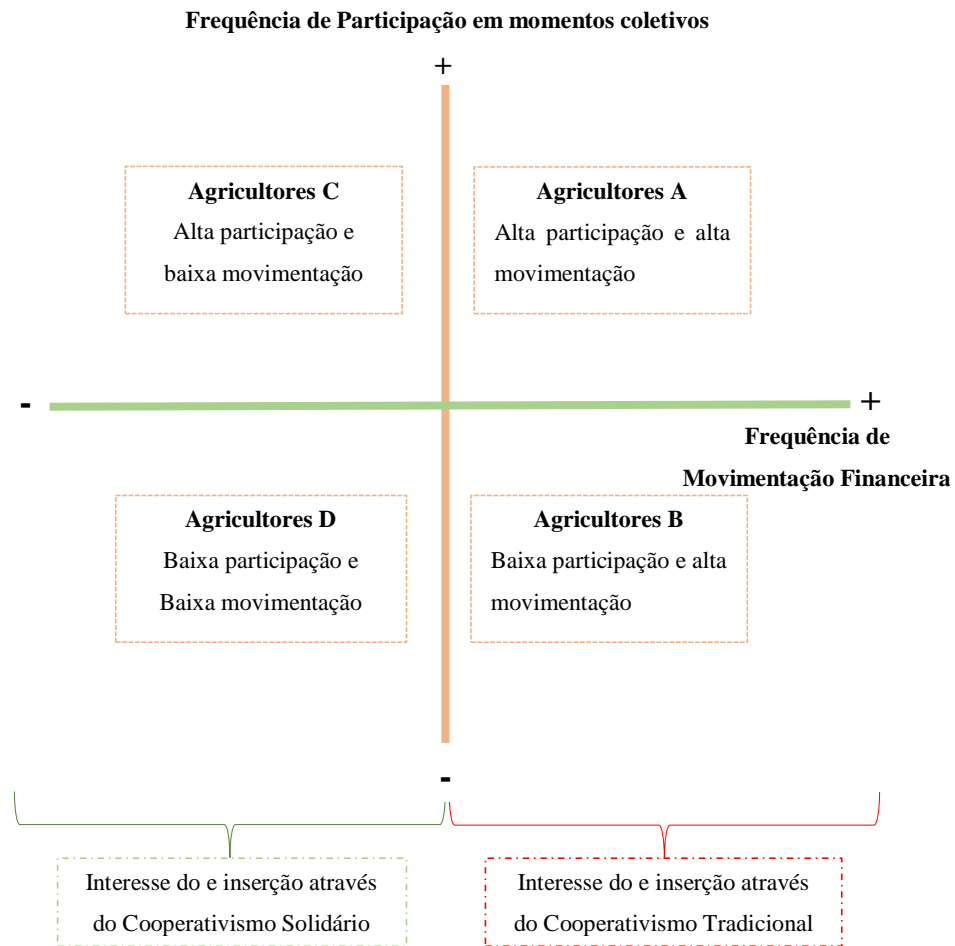 Frequência de Participação em momentos coletivos
+
Agricultores C
Alta participação e
baixa movimentação
Agricultores A
Alta participação e alta
movimentação
-
+
Frequência de
Movimentação Financeira
Agricultores D
Baixa participação e
Baixa movimentação
Agricultores B
Baixa participação e alta
movimentação
-
Interesse do e inserção através
do Cooperativismo Solidário
Interesse do e inserção através
do Cooperativismo Tradicional